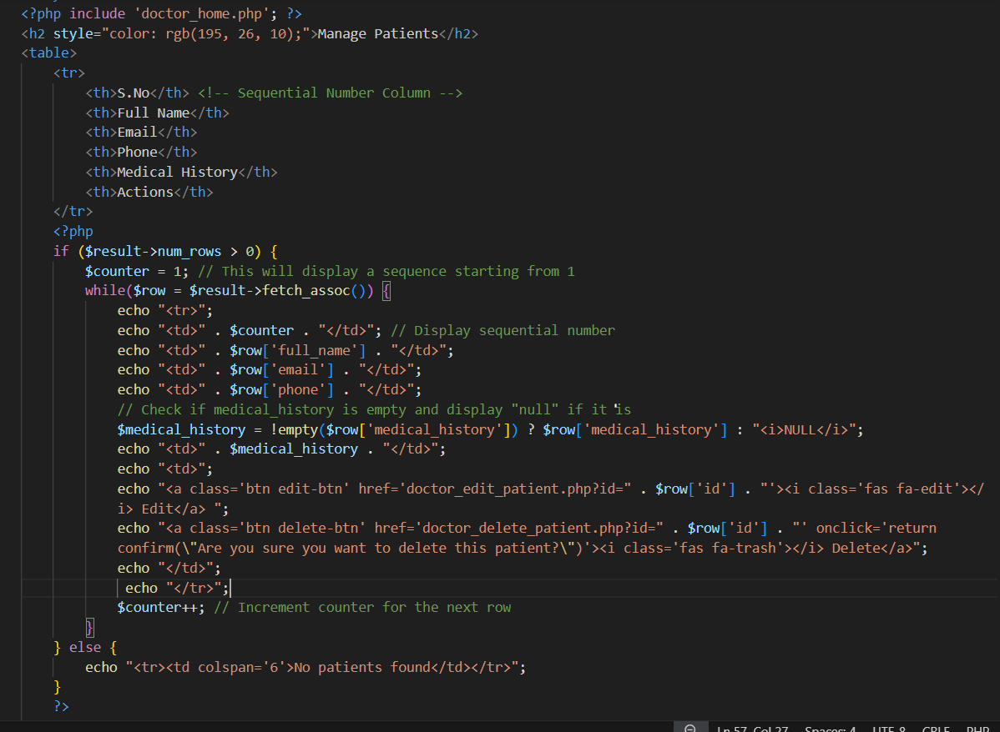 <?php include 'doctor_home.php'; ?>
<h2 style="color: rgb(195, 26, 10);">Manage Patients</h2>
<table>
<tr>
<th>S.No</th> <!-- Sequential Number Column -->
<th>Full Name</th>
<th>Email</th>
<th>Phone</th>
<th>Medical History</th>
<th>Actions</th>
</tr>
<?php
if ($result->num_rows > 0) {
$counter = 1; // This will display a sequence starting from 1
while($row = $result->fetch_assoc()) {
echo "<tr>";
echo "<td>" . $counter . "</td>"; // Display sequential number
echo "<td>" . $row['full_name'] . "</td>";
echo "<td>" . $row['email'] . "</td>";
echo "<td>" . $row['phone'] . "</td>";
// Check if medical_history is empty and display "null" if it is
$medical_history = !empty($row['medical_history']) ? $row['medical_history'] : "<i>NULL</i>";
echo "<td>" . $medical_history . "</td>";
echo "<td>";
echo "<a class='btn edit-btn' href='doctor_edit_patient.php?id=" . $row['id'] . "'><i class='fas fa-edit'></
i> Edit</a> ";
echo "<a class='btn delete-btn' href='doctor_delete_patient.php?id=" . $row['id'] . "' onclick='return
confirm(\"Are you sure you want to delete this patient?\")'><i class='fas fa-trash'></i> Delete</a>";
echo "</td>";
echo "</tr>";
$counter++; // Increment counter for the next row
}
} else {
echo "<tr><td colspan='6'>No patients found</td></tr>";
}
?>
Ln 57, Col 27 Spaces: 4 UTF-8 CRLF PHP